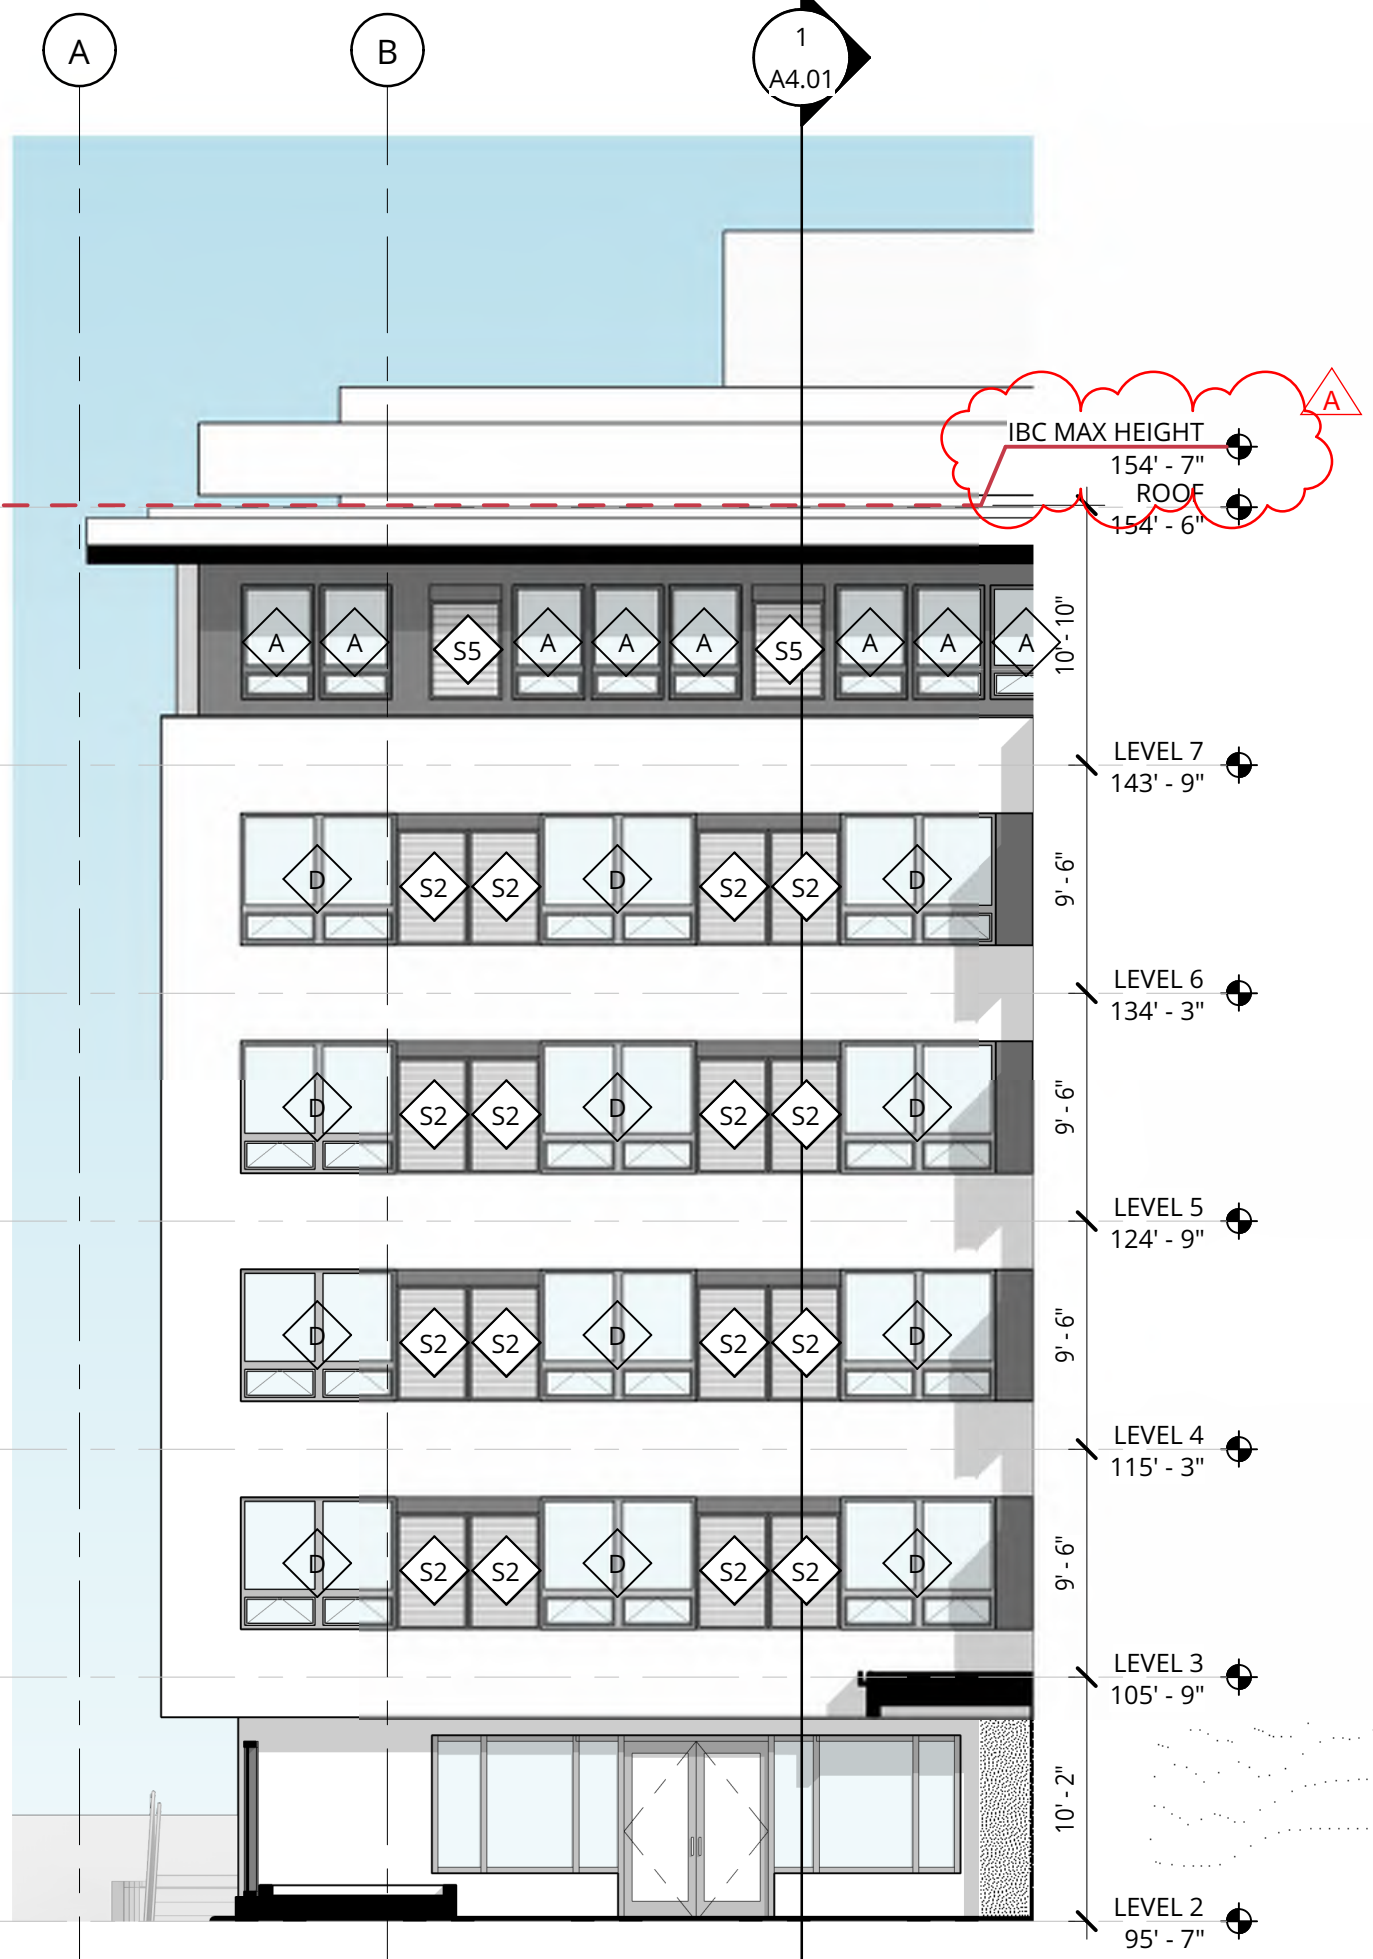 A
B
1
A4.01
A
IBC MAX HEIGHT
154' - 7"
ROOF
154' - 6"
A
A
S5
A
A
A
S5
A
A
A
10' - 10"
LEVEL 7
143' - 9"
D
S2
S2
D
S2
S2
D
9' - 6"
LEVEL 6
134' - 3"
D
S2
S2
D
S2
S2
D
9' - 6"
LEVEL 5
124' - 9"
D
S2
S2
D
S2
S2
D
9' - 6"
LEVEL 4
115' - 3"
D
S2
S2
D
S2
S2
D
9' - 6"
LEVEL 3
105' - 9"
10' - 2"
LEVEL 2
95' - 7"